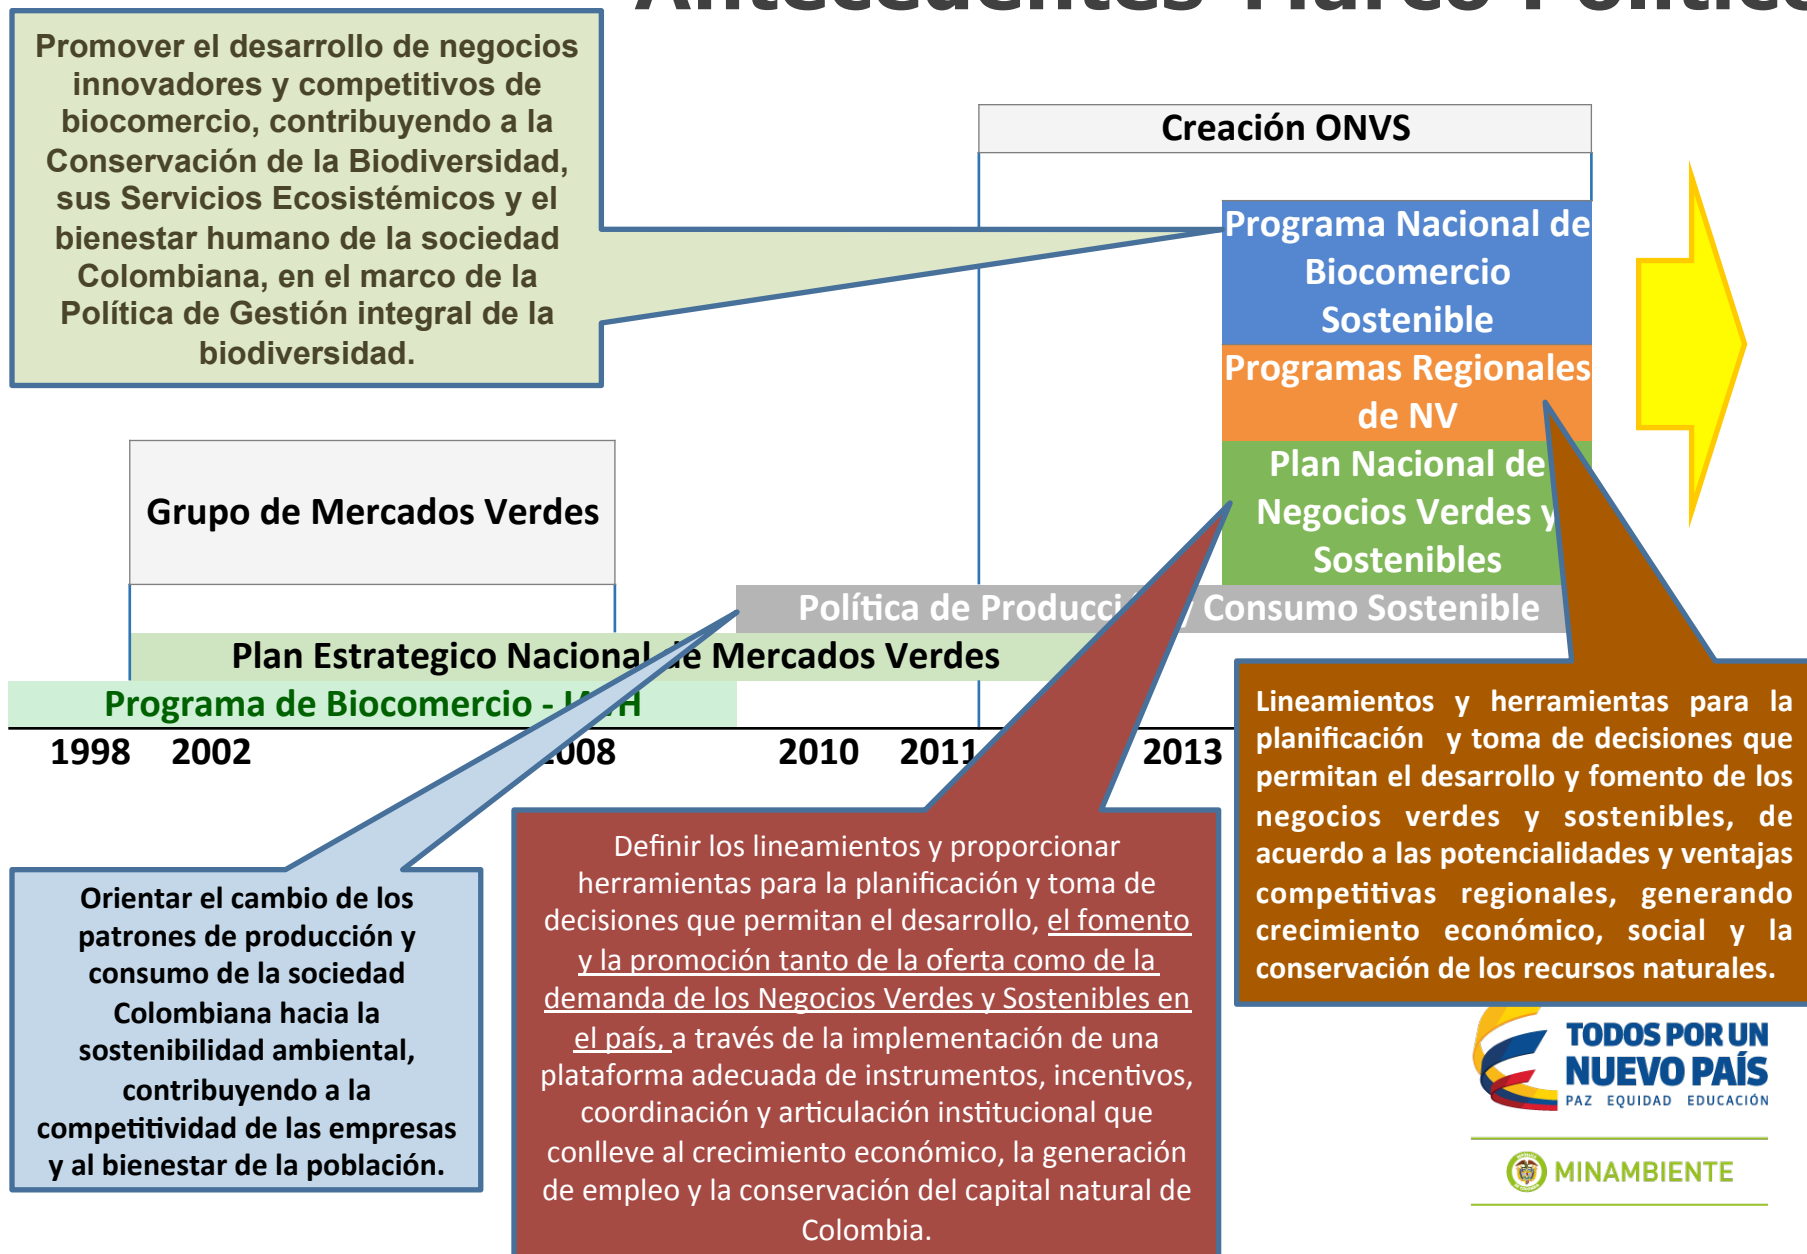 Antecedentes Marco Político
Promover el desarrollo de negocios
innovadores y competitivos de
biocomercio, contribuyendo a la
Conservación de la Biodiversidad,
sus Servicios Ecosistémicos y el
bienestar humano de la sociedad
Colombiana, en el marco de la
Política de Gestión integral de la
biodiversidad.
Creación ONVS
Programa Nacional de
Biocomercio
Sostenible
Programas Regionales
de NV
Plan Nacional de
Negocios Verdes y
Sostenibles
Grupo de Mercados Verdes
Política de Producción y Consumo Sostenible
Plan Estrategico Nacional de Mercados Verdes
Programa de Biocomercio -
1998 2002 2008 2010 2011 2013
Orientar el cambio de los
patrones de producción y
consumo de la sociedad
Colombiana hacia la
sostenibilidad ambiental,
contribuyendo a la
competitividad de las empresas
y al bienestar de la población.
Definir los lineamientos y proporcionar
herramientas para la planificación y toma de
decisiones que permitan el desarrollo, el fomento
y la promoción tanto de la oferta como de la
demanda de los Negocios Verdes y Sostenibles en
el país, a través de la implementación de una
plataforma adecuada de instrumentos, incentivos,
coordinación y articulación institucional que
conlleve al crecimiento económico, la generación
de empleo y la conservación del capital natural de
Colombia.
Lineamientos y herramientas para la
planificación y toma de decisiones que
permitan el desarrollo y fomento de los
negocios verdes y sostenibles, de
acuerdo a las potencialidades y ventajas
competitivas regionales, generando
crecimiento económico, social y la
conservación de los recursos naturales.
TODOS POR UN
NUEVO PAÍS
PAZ EQUIDAD EDUCACIÓN
MINAMBIENTE